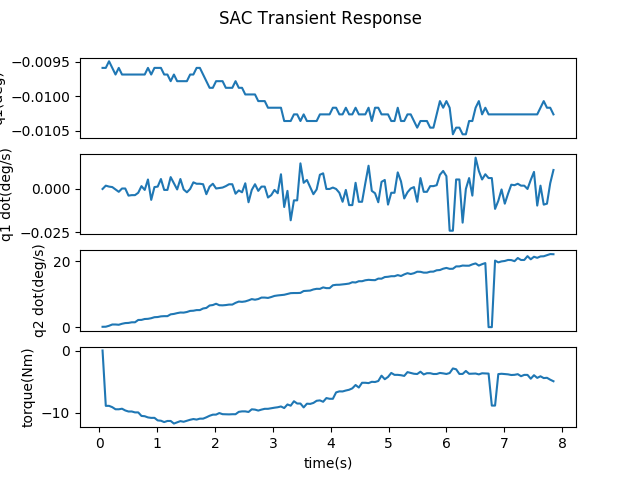 SAC Transient Response
−0.0095
−0.0100
−0.0105
0.000
−0.025
q1 dot(deg/s)
20
0
q2 dot(deg/s)
0
−10
torque(Nm)
0 1 2 3 4 5 6 7 8
time(s)